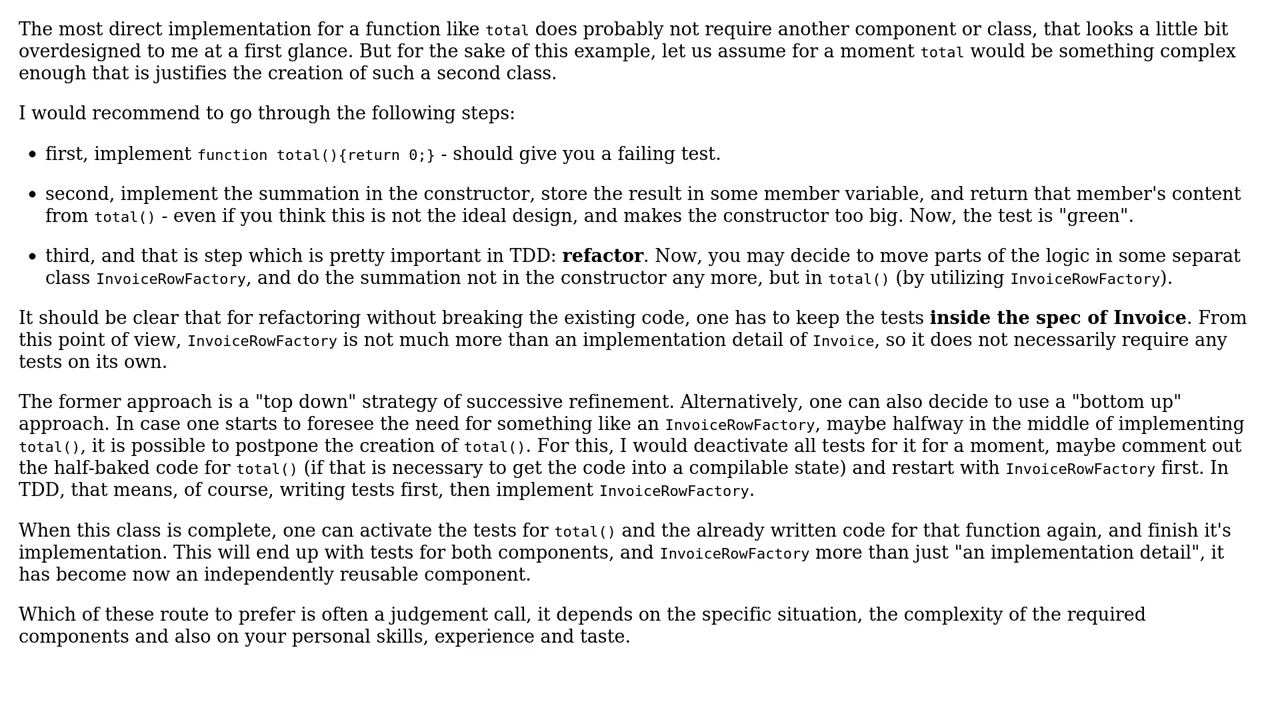 The most direct implementation for a function like total does probably not require another component or class, that looks a little bit
overdesigned to me at a first glance. But for the sake of this example, let us assume for a moment total would be something complex
enough that is justifies the creation of such a second class.
I would recommend to go through the following steps:
• first, implement function total(){return 0;} - should give you a failing test.
• second, implement the summation in the constructor, store the result in some member variable, and return that member's content
from total() - even if you think this is not the ideal design, and makes the constructor too big. Now, the test is "green".
• third, and that is step which is pretty important in TDD: refactor. Now, you may decide to move parts of the logic in some separat
class InvoiceRowFactory, and do the summation not in the constructor any more, but in total() (by utilizing InvoiceRowFactory).
It should be clear that for refactoring without breaking the existing code, one has to keep the tests inside the spec of Invoice. From
this point of view, InvoiceRowFactory is not much more than an implementation detail of Invoice, so it does not necessarily require any
tests on its own.
The former approach is a "top down" strategy of successive refinement. Alternatively, one can also decide to use a "bottom up"
approach. In case one starts to foresee the need for something like an InvoiceRowFactory, maybe halfway in the middle of implementing
total(), it is possible to postpone the creation of total(). For this, I would deactivate all tests for it for a moment, maybe comment out
the half-baked code for total() (if that is necessary to get the code into a compilable state) and restart with InvoiceRowFactory first. In
TDD, that means, of course, writing tests first, then implement InvoiceRowFactory.
When this class is complete, one can activate the tests for total() and the already written code for that function again, and finish it's
implementation. This will end up with tests for both components, and InvoiceRowFactory more than just "an implementation detail", it
has become now an independently reusable component.
Which of these route to prefer is often a judgement call, it depends on the specific situation, the complexity of the required
components and also on your personal skills, experience and taste.